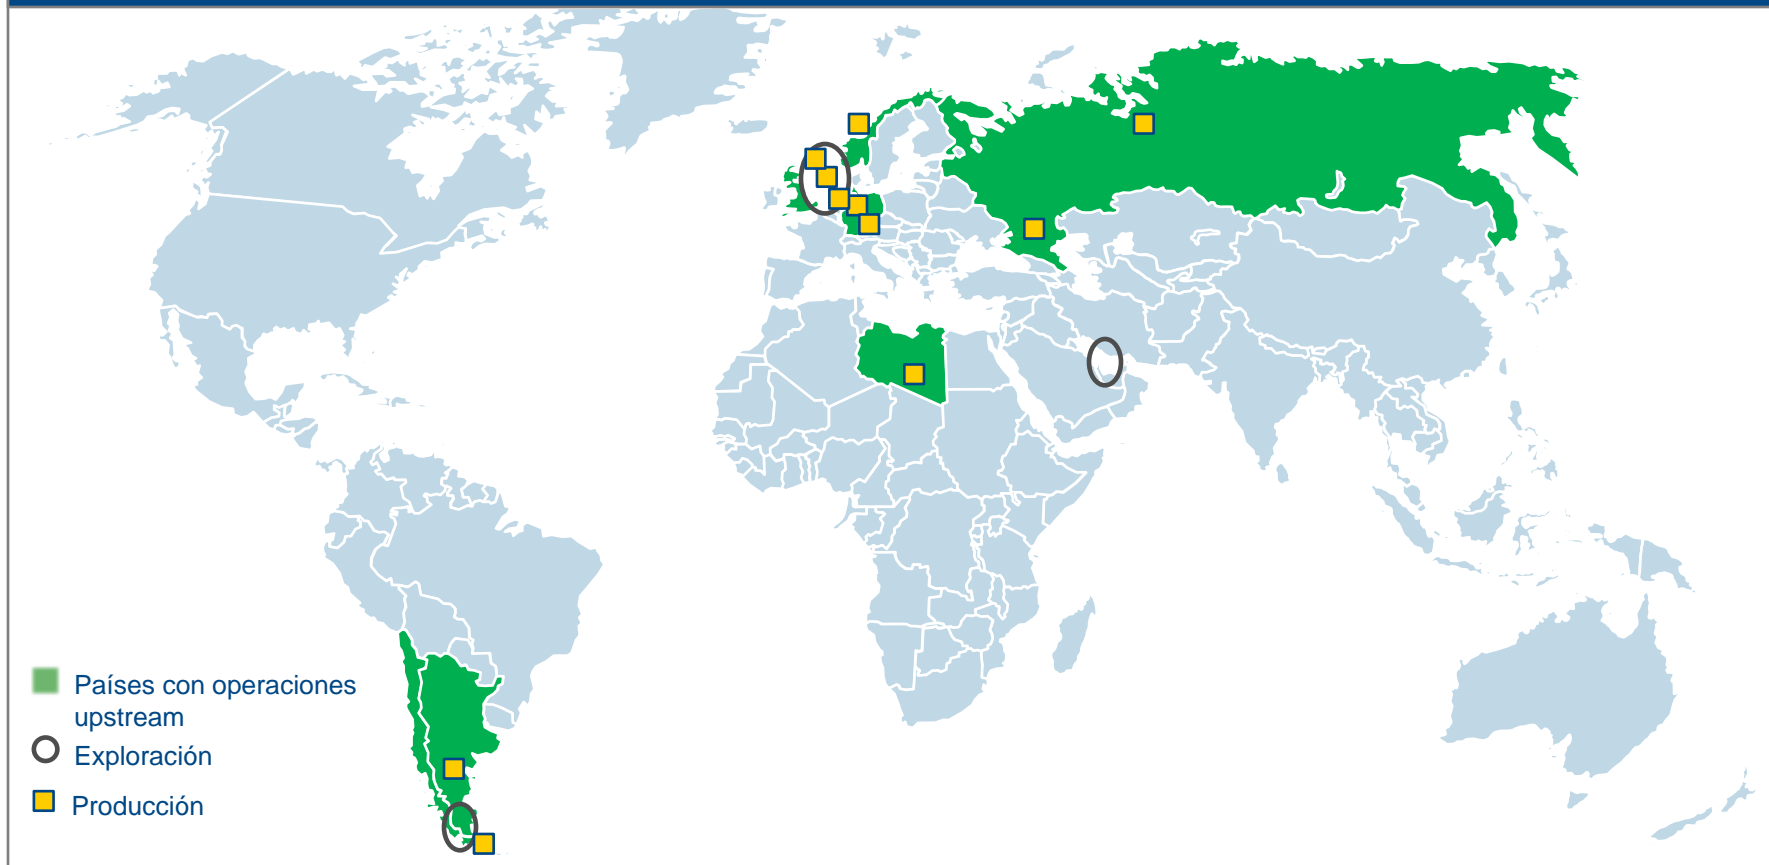 Países con operaciones
upstream
Exploración
Producción